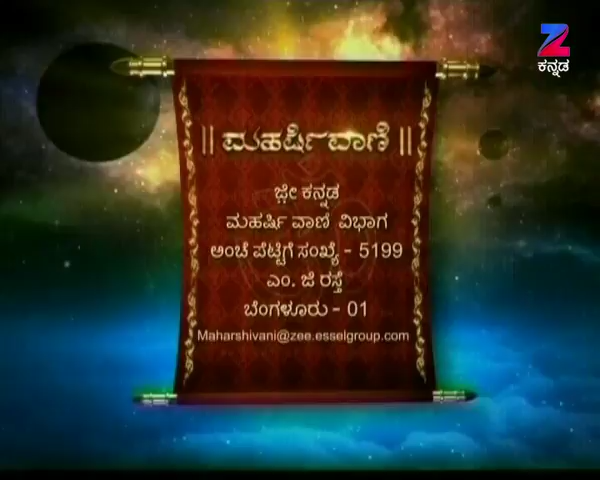 ಕನ್ನಡ
|| ಮಹರ್ಷಿವಾಣಿ ||
ಜ಼ೀ ಕನ್ನಡ
ಮಹರ್ಷಿ ವಾಣಿ ವಿಭಾಗ
ಅಂಚೆ ಪೆಟ್ಟಿಗೆ ಸಂಖ್ಯೆ - 5199
ಎಂ. ಜಿ ರಸ್ತೆ
ಬೆಂಗಳೂರು - 01
Maharshivani@zee.esselgroup.com